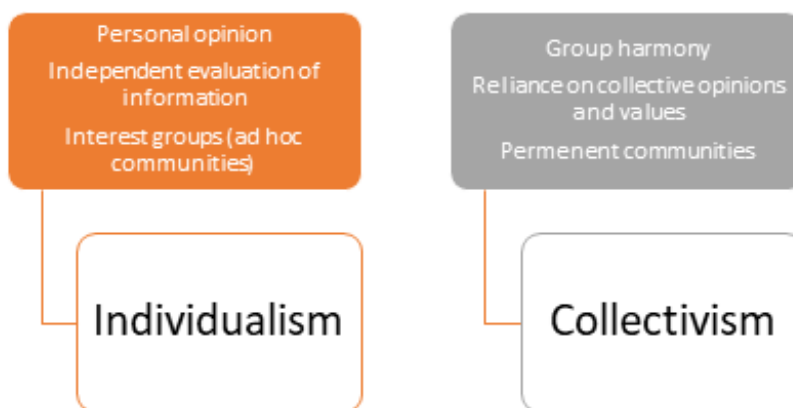 Personal opinion
Independent evaluation of
information
Interest groups (ad hoc
communities)
Individualism
Group harmony
Reliance on collective opinions
and values
Permenent communities
Collectivism